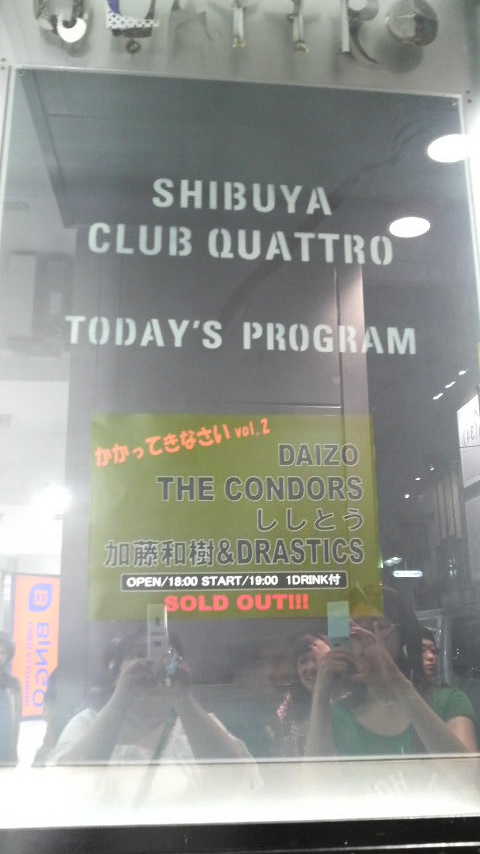 QUATTRO
SHIBUYA
CLUB QUATTRO
TODAY'S PROGRAM
かかってきなさい vol.2
DAIZO
THE CONDORS
ししとう
加藤和樹&DRASTICS
OPEN/18:00 START/19:00 1DRINK付
SOLD OUT!!!
B BINGO